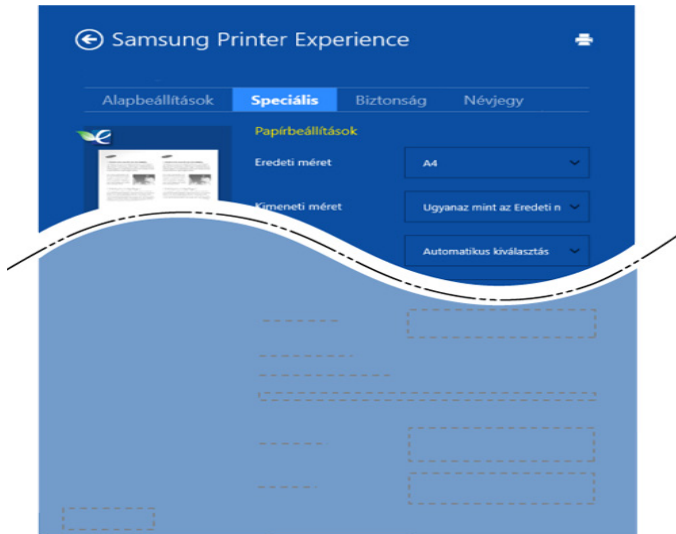 Samsung Printer Experience
Alapbeállítások Speciális Biztonság Névjegy
Papírbeállítások
Eredeti méret A4
Kimeneti méret Ugyanaz mint az Eredeti n
Automatikus kiválasztás